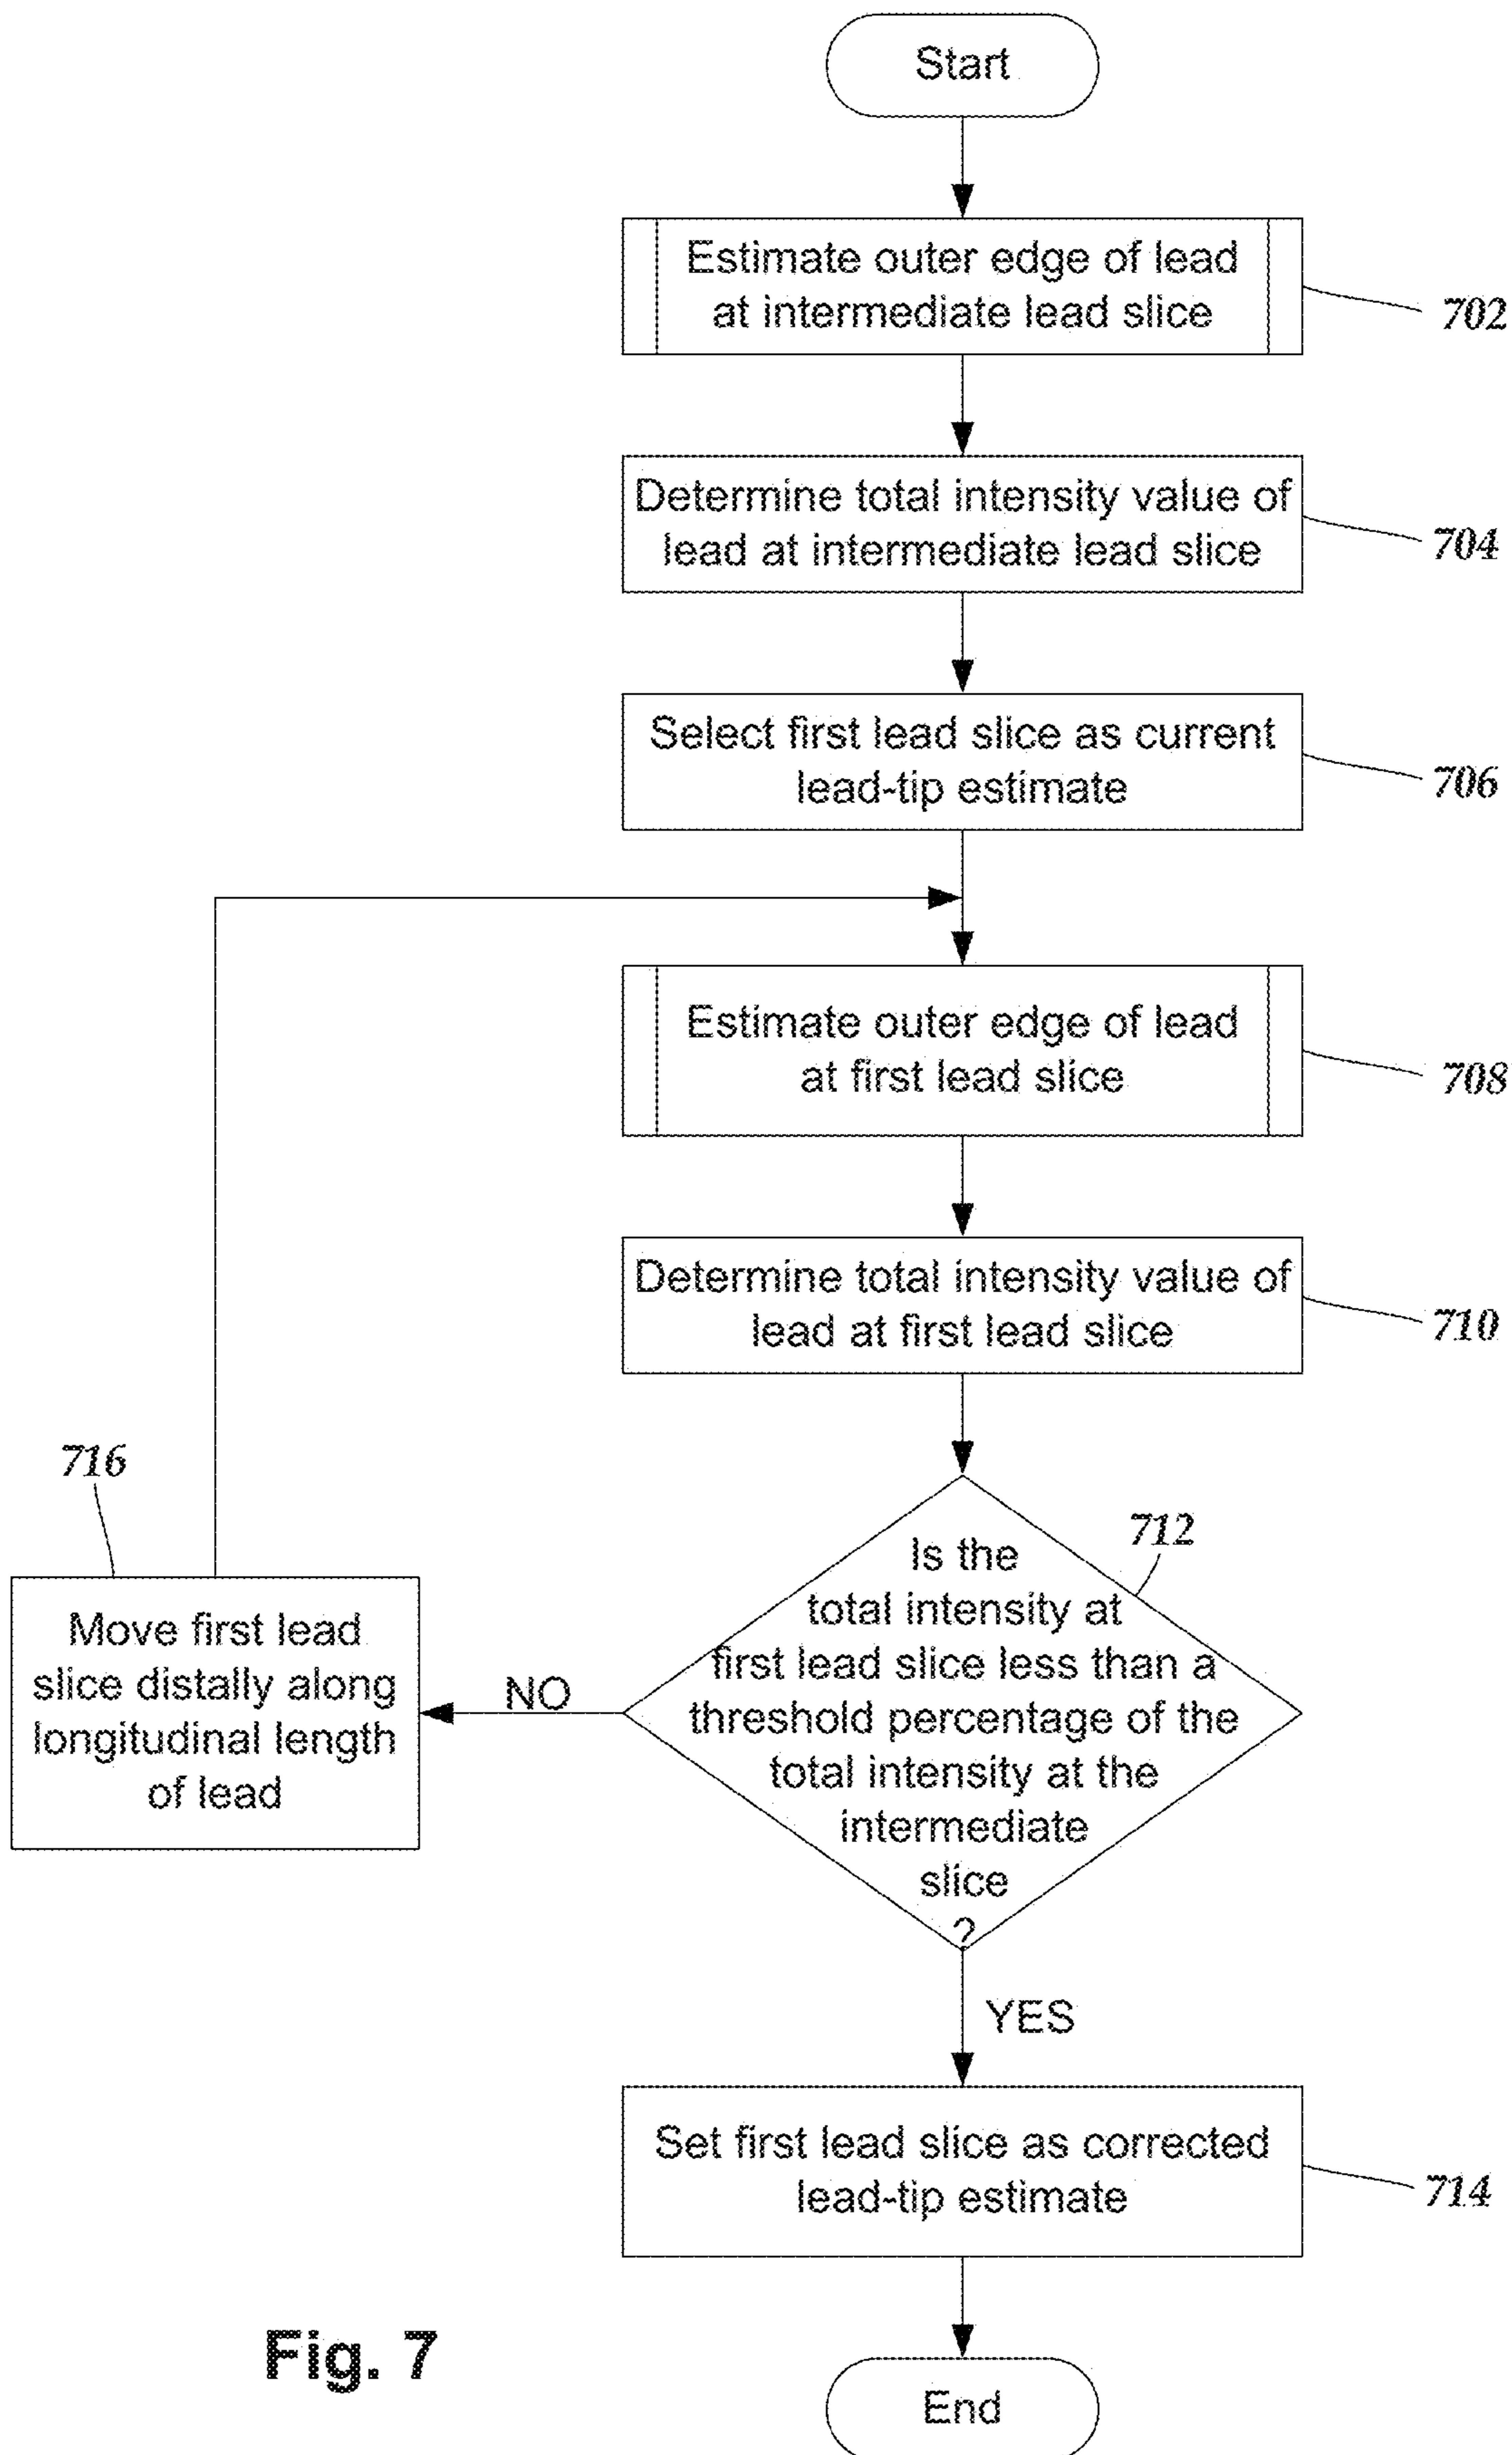 Start
Estimate outer edge of lead
at intermediate lead slice
702
Determine total intensity value of
lead at intermediate lead slice
704
Select first lead slice as current
lead-tip estimate
706
Estimate outer edge of lead
at first lead slice
708
Determine total intensity value of
lead at first lead slice
710
712
Is the
total intensity at
first lead slice less than a
threshold percentage of the
total intensity at the
intermediate
slice
?
NO
716
Move first lead
slice distally along
longitudinal length
of lead
YES
Set first lead slice as corrected
lead-tip estimate
714
End
Fig. 7